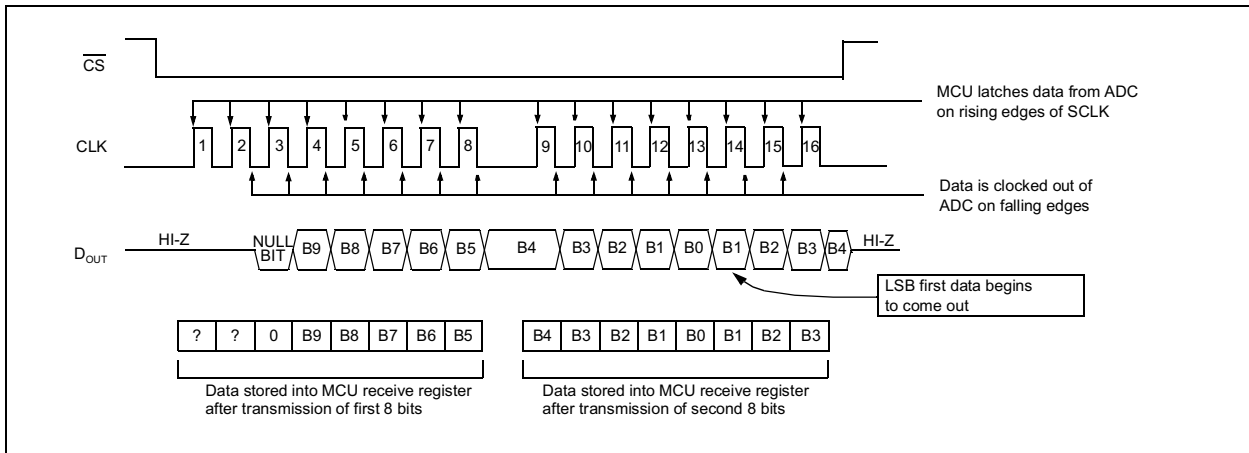 CS
MCU latches data from ADC
on rising edges of SCLK
CLK
1 2 3 4 5 6 7 8 9 10 11 12 13 14 15 16
Data is clocked out of
ADC on falling edges
DOUT
HI-Z NULL BIT B9 B8 B7 B6 B5 B4 B3 B2 B1 B0 B1 B2 B3 B4 HI-Z
LSB first data begins
to come out
? ? 0 B9 B8 B7 B6 B5
B4 B3 B2 B1 B0 B1 B2 B3
Data stored into MCU receive register
after transmission of first 8 bits
Data stored into MCU receive register
after transmission of second 8 bits